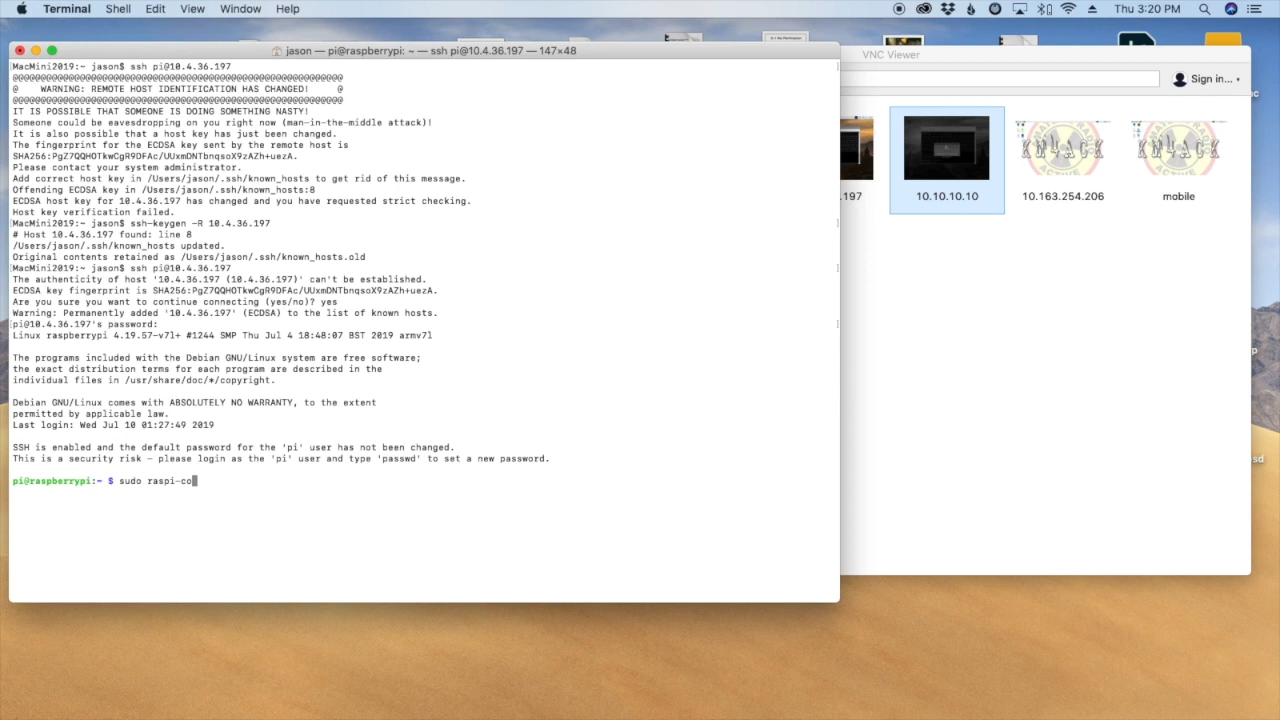 Terminal Shell Edit View Window Help
Thu 3:20 PM
jason — pi@raspberrypi: ~ — ssh pi@10.4.36.197 — 147×48
MacMini2019:~ jason$ ssh pi@10.4.36.197
@@@@@@@@@@@@@@@@@@@@@@@@@@@@@@@@@@@@@@@@@@@@@@@@@@@@@@@@@@@
@    WARNING: REMOTE HOST IDENTIFICATION HAS CHANGED!     @
@@@@@@@@@@@@@@@@@@@@@@@@@@@@@@@@@@@@@@@@@@@@@@@@@@@@@@@@@@@
IT IS POSSIBLE THAT SOMEONE IS DOING SOMETHING NASTY!
Someone could be eavesdropping on you right now (man-in-the-middle attack)!
It is also possible that a host key has just been changed.
The fingerprint for the ECDSA key sent by the remote host is
SHA256:PgZ7QQHOTkwCgR9DFAc/UUxmDNTbnqsoX9zAZh+uezA.
Please contact your system administrator.
Add correct host key in /Users/jason/.ssh/known_hosts to get rid of this message.
Offending ECDSA key in /Users/jason/.ssh/known_hosts:8
ECDSA host key for 10.4.36.197 has changed and you have requested strict checking.
Host key verification failed.
MacMini2019:~ jason$ ssh-keygen -R 10.4.36.197
# Host 10.4.36.197 found: line 8
/Users/jason/.ssh/known_hosts updated.
Original contents retained as /Users/jason/.ssh/known_hosts.old
MacMini2019:~ jason$ ssh pi@10.4.36.197
The authenticity of host '10.4.36.197 (10.4.36.197)' can't be established.
ECDSA key fingerprint is SHA256:PgZ7QQHOTkwCgR9DFAc/UUxmDNTbnqsoX9zAZh+uezA.
Are you sure you want to continue connecting (yes/no)? yes
Warning: Permanently added '10.4.36.197' (ECDSA) to the list of known hosts.
pi@10.4.36.197's password:
Linux raspberrypi 4.19.57-v7l+ #1244 SMP Thu Jul 4 18:48:07 BST 2019 armv7l
The programs included with the Debian GNU/Linux system are free software;
the exact distribution terms for each program are described in the
individual files in /usr/share/doc/*/copyright.
Debian GNU/Linux comes with ABSOLUTELY NO WARRANTY, to the extent
permitted by applicable law.
Last login: Wed Jul 10 01:27:49 2019
SSH is enabled and the default password for the 'pi' user has not been changed.
This is a security risk - please login as the 'pi' user and type 'passwd' to set a new password.
pi@raspberrypi:~ $ sudo raspi-co
VNC Viewer
Sign in...
KM4ACK KM4ACK
.197 10.10.10.10 10.163.254.206 mobile